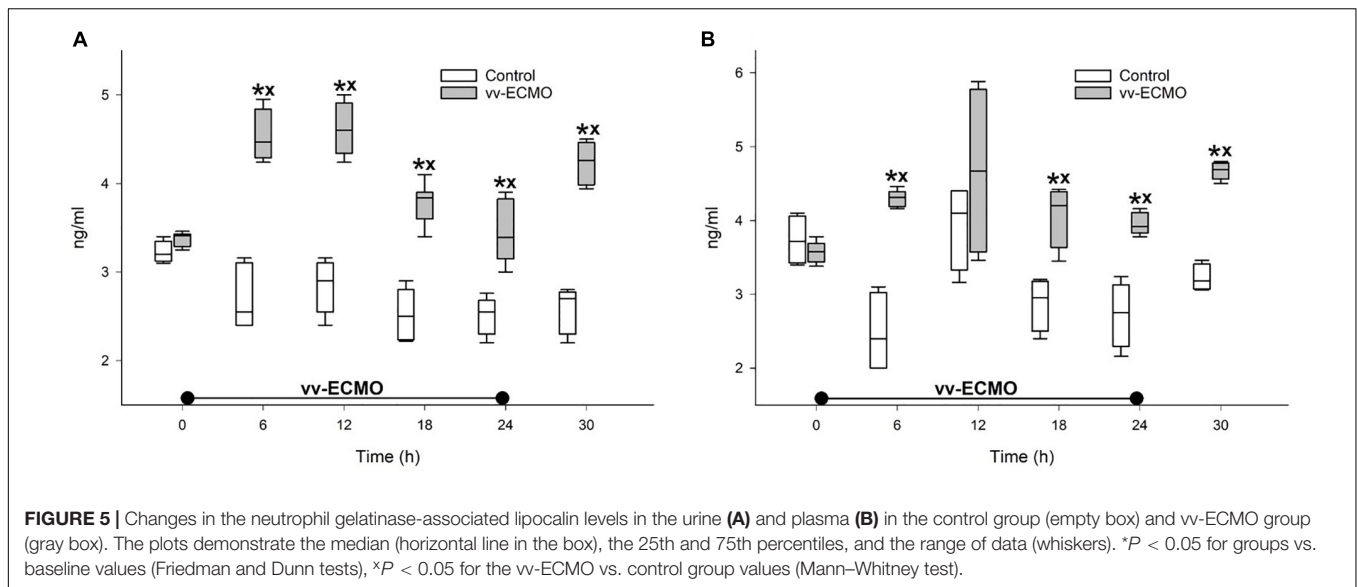 A
Control
vv-ECMO
5
4
3
2
ng/ml
*x
*x
*x
*x
*x
vv-ECMO
0 6 12 18 24 30
Time (h)
B
Control
vv-ECMO
6
5
4
3
2
ng/ml
*x
*x
*x
*x
vv-ECMO
0 6 12 18 24 30
Time (h)
FIGURE 5 | Changes in the neutrophil gelatinase-associated lipocalin levels in the urine (A) and plasma (B) in the control group (empty box) and vv-ECMO group
(gray box). The plots demonstrate the median (horizontal line in the box), the 25th and 75th percentiles, and the range of data (whiskers). *P < 0.05 for groups vs.
baseline values (Friedman and Dunn tests), ˣP < 0.05 for the vv-ECMO vs. control group values (Mann–Whitney test).